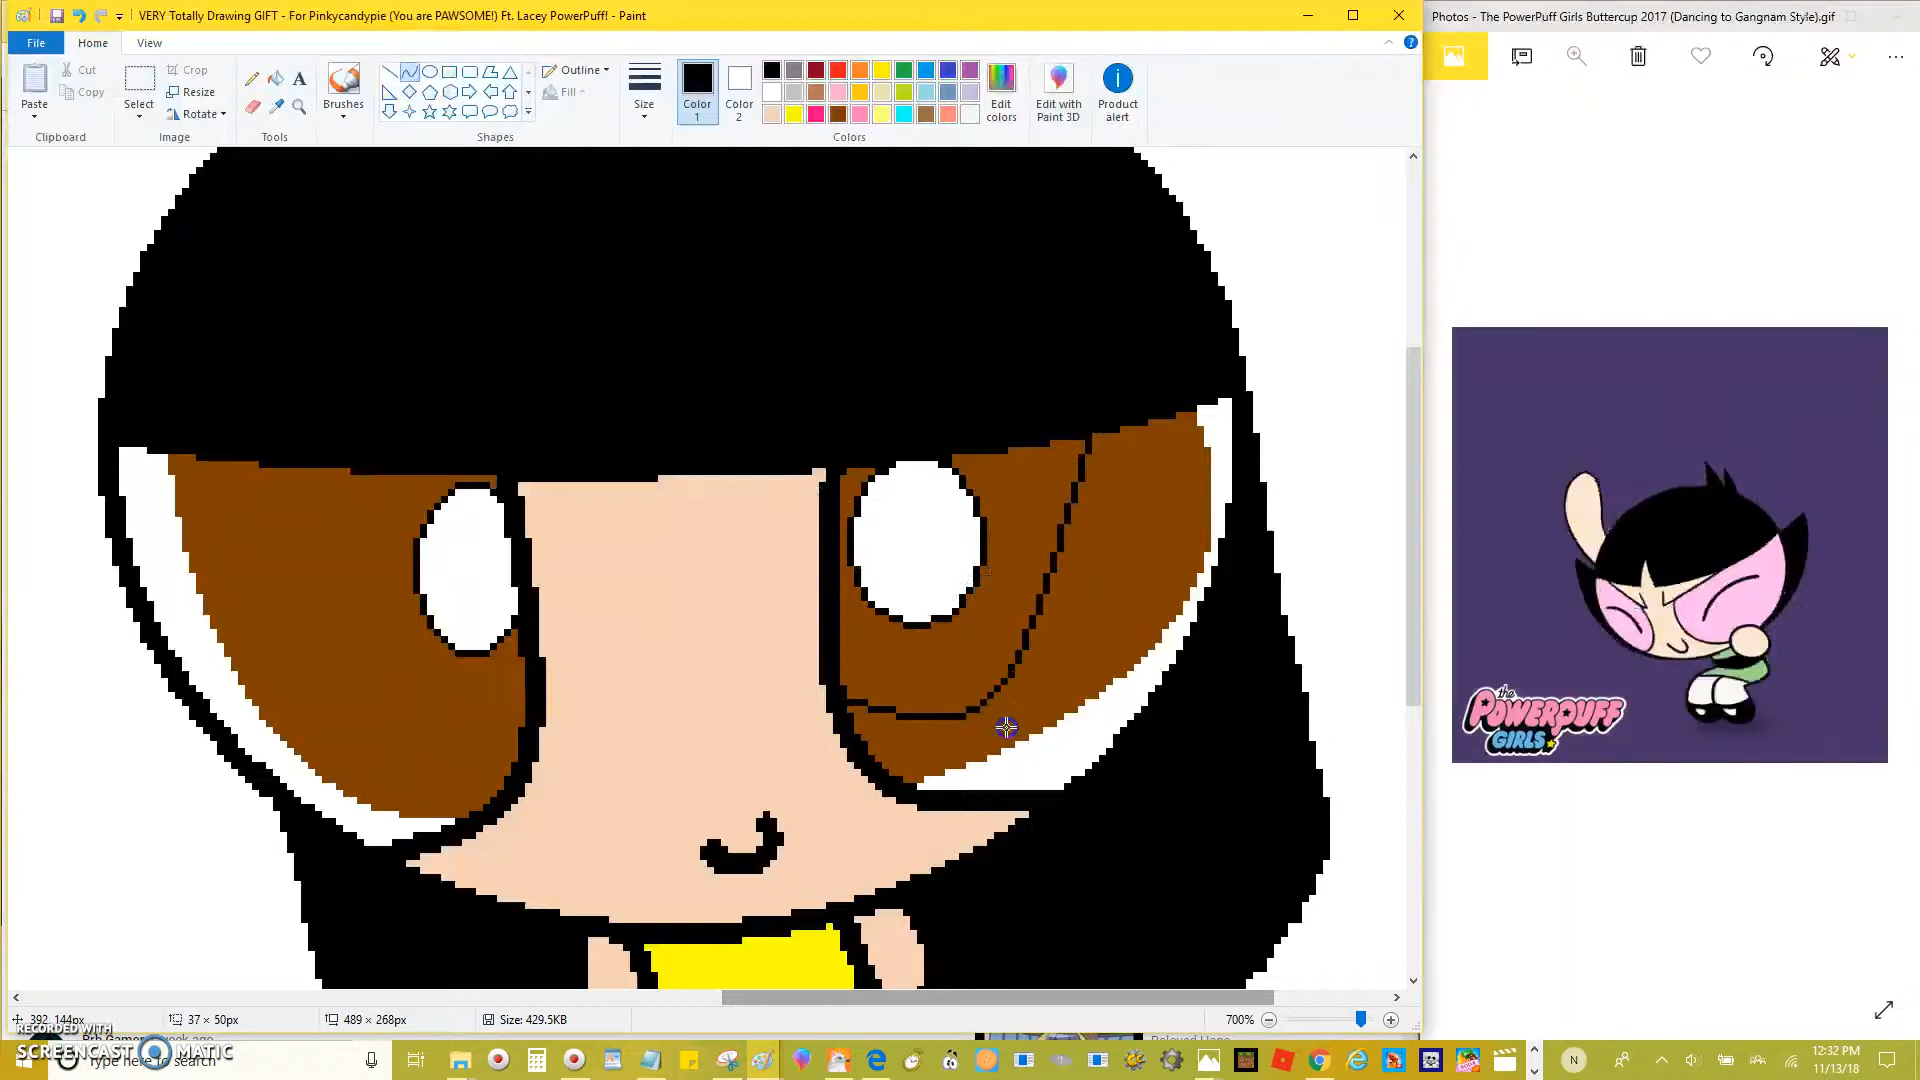 VERY Totally Drawing GIFT - For Pinkycandypie (You are PAWSOME!) Ft. Lacey PowerPuff! - Paint
Photos - The PowerPuff Girls Buttercup 2017 (Dancing to Gangnam Style).gif
File Home View
Paste
Cut
Copy
Clipboard
Select
Crop
Resize
Rotate
Image
A
Tools
Brushes
Outline
Fill
Shapes
Size
Color 1
Color 2
Edit colors
Colors
Edit with Paint 3D
Product alert
the
POWERPUFF
GIRLS
392, 144px
37 × 50px
489 × 268px
Size: 429.5KB
700%
RECORDED WITH
SCREENCAST MATIC
Type here to search
N
12:32 PM
11/13/18